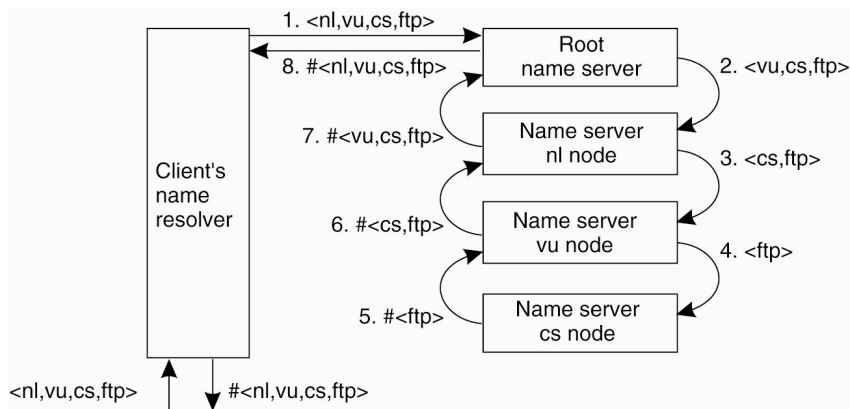 1. <nl,vu,cs,ftp>
8. #<nl,vu,cs,ftp>
Root
name server
2. <vu,cs,ftp>
7. #<vu,cs,ftp>
Name server
nl node
3. <cs,ftp>
Client's
name
resolver
6. #<cs,ftp>
Name server
vu node
4. <ftp>
5. #<ftp>
Name server
cs node
<nl,vu,cs,ftp>
#<nl,vu,cs,ftp>